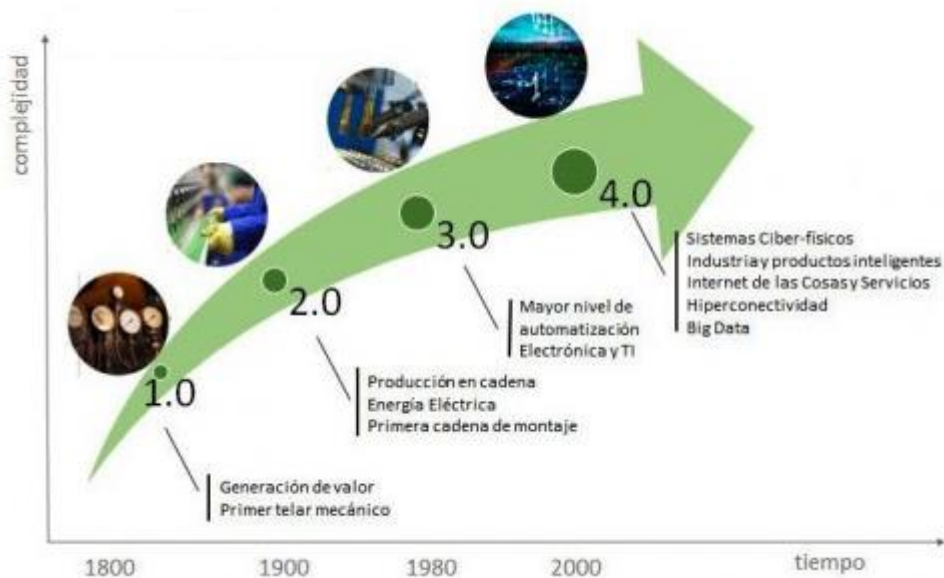 complejidad
4.0
Sistemas Ciber-físicos
Industria y productos inteligentes
Internet de las Cosas y Servicios
Hiperconectividad
Big Data
3.0
Mayor nivel de
automatización
Electrónica y TI
2.0
Producción en cadena
Energía Eléctrica
Primera cadena de montaje
1.0
Generación de valor
Primer telar mecánico
1800
1900
1980
2000
tiempo